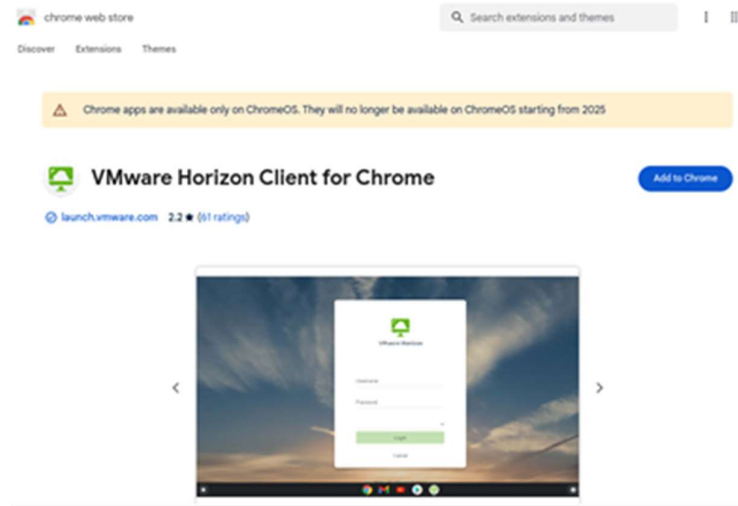 chrome web store
Search extensions and themes
Discover Extensions Themes
Chrome apps are available only on ChromeOS. They will no longer be available on ChromeOS starting from 2025
VMware Horizon Client for Chrome
Add to Chrome
launch.vmware.com 2.2 ★ (61 ratings)
VMware Horizon
Username
Password
Login
Cancel